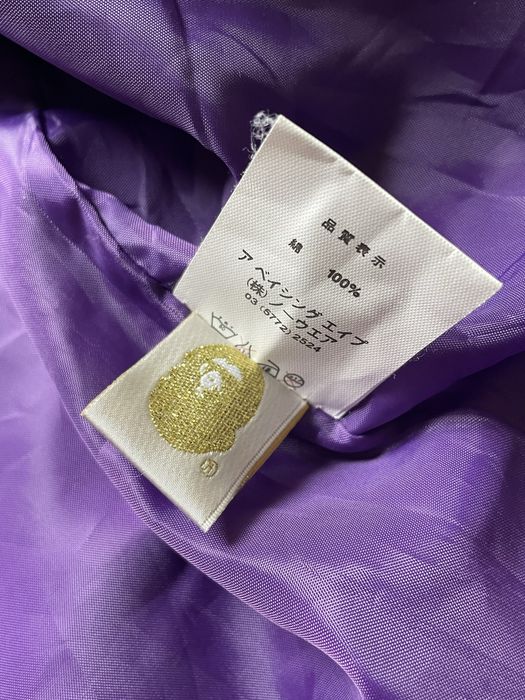 品質表示
綿 100%
ア ベイシング エイプ
(株) ノーウエア
03 (5772) 2524